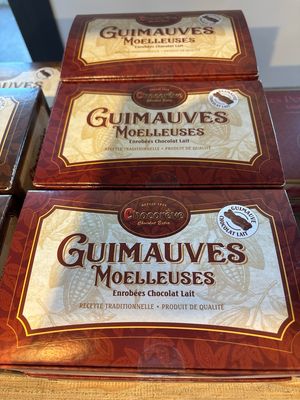 GUIMAUVES
MOELLEUSES
Enrobées Chocolat Lait
Chocorêve
GUIMAUVES
MOELLEUSES
Enrobées Chocolat Lait
RECETTE TRADITIONNELLE • PRODUIT DE QUALITÉ
Chocorêve
GUIMAUVE
CHOCOLAT LAIT
GUIMAUVES
MOELLEUSES
Enrobées Chocolat Lait
RECETTE TRADITIONNELLE • PRODUIT DE QUALITÉ